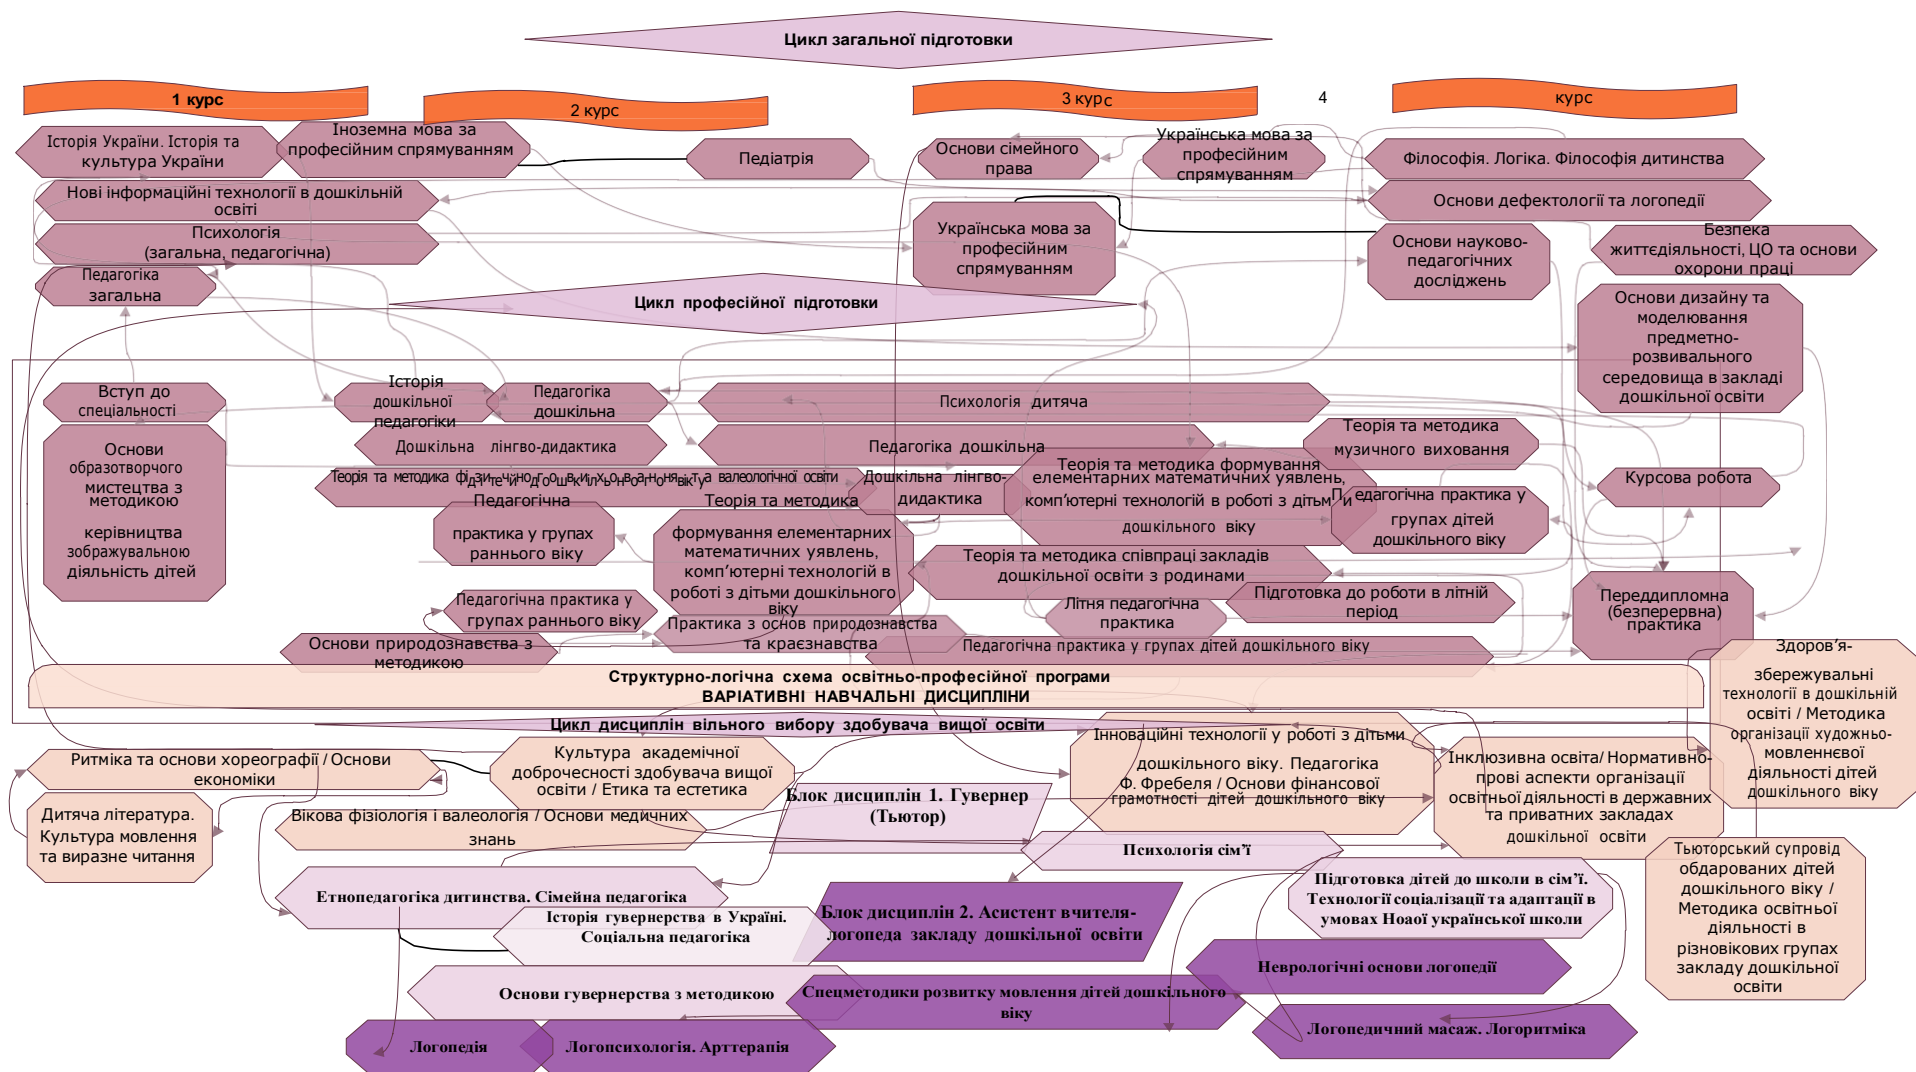 Цикл загальної підготовки
1 курс
2 курс
3 курс
4
курс
Історія України. Історія та
культура України
Іноземна мова за
професійним спрямуванням
Педіатрія
Основи сімейного
права
Українська мова за
професійним
спрямуванням
Філософія. Логіка. Філософія дитинства
Нові інформаційні технології в дошкільній
освіті
Основи дефектології та логопедії
Психологія
(загальна, педагогічна)
Українська мова за
професійним
спрямуванням
Основи науково-
педагогічних
досліджень
Безпека
життєдіяльності, ЦО та основи
охорони праці
Педагогіка
загальна
Цикл професійної підготовки
Основи дизайну та
моделювання
предметно-
розвивального
середовища в закладі
дошкільної освіти
Вступ до
спеціальності
Історія
дошкільної
педагогіки
Педагогіка
дошкільна
Психологія дитяча
Основи
образотворчого
мистецтва з
методикою
керівництва
зображувальною
діяльність дітей
Дошкільна лінгво-дидактика
Педагогіка дошкільна
Теорія та методика
музичного виховання
Теорія та методика фізичного виховання та валеологічної освіти
дітей дошкільного віку
Дошкільна лінгво-
дидактика
Теорія та методика формування
елементарних математичних уявлень,
комп'ютерні технологій в роботі з дітьми
дошкільного віку
Курсова робота
Педагогічна
практика у групах
раннього віку
Теорія та методика
формування елементарних
математичних уявлень,
комп'ютерні технологій в
роботі з дітьми дошкільного
віку
Педагогічна практика у
групах дітей
дошкільного віку
Теорія та методика співпраці закладів
дошкільної освіти з родинами
Педагогічна практика у
групах раннього віку
Практика з основ природознавства
та краєзнавства
Літня педагогічна
практика
Підготовка до роботи в літній
період
Переддипломна
(безперервна)
практика
Основи природознавства з
методикою
Педагогічна практика у групах дітей дошкільного віку
Структурно-логічна схема освітньо-професійної програми
ВАРІАТИВНІ НАВЧАЛЬНІ ДИСЦИПЛІНИ
Здоров'я-
збережувальні
технології в дошкільній
освіті / Методика
організації художньо-
мовленнєвої
діяльності дітей
дошкільного віку
Цикл дисциплін вільного вибору здобувача вищої освіти
Ритміка та основи хореографії / Основи
економіки
Культура академічної
доброчесності здобувача вищої
освіти / Етика та естетика
Інноваційні технології у роботі з дітьми
дошкільного віку. Педагогіка
Ф. Фребеля / Основи фінансової
грамотності дітей дошкільного віку
Інклюзивна освіта/ Нормативно-
прові аспекти організації
освітньої діяльності в державних
та приватних закладах
дошкільної освіти
Дитяча література.
Культура мовлення
та виразне читання
Вікова фізіологія і валеологія / Основи медичних
знань
Блок дисциплін 1. Гувернер
(Тьютор)
Психологія сім'ї
Тьюторський супровід
обдарованих дітей
дошкільного віку /
Методика освітньої
діяльності в
різновікових групах
закладу дошкільної
освіти
Етнопедагогіка дитинства. Сімейна педагогіка
Підготовка дітей до школи в сім'ї.
Технології соціалізації та адаптації в
умовах Ноаої української школи
Історія гувернерства в Україні.
Соціальна педагогіка
Блок дисциплін 2. Асистент вчителя-
логопеда закладу дошкільної освіти
Неврологічні основи логопедії
Основи гувернерства з методикою
Спецметодики розвитку мовлення дітей дошкільного
віку
Логопедія
Логопсихологія. Арттерапія
Логопедичний масаж. Логоритміка